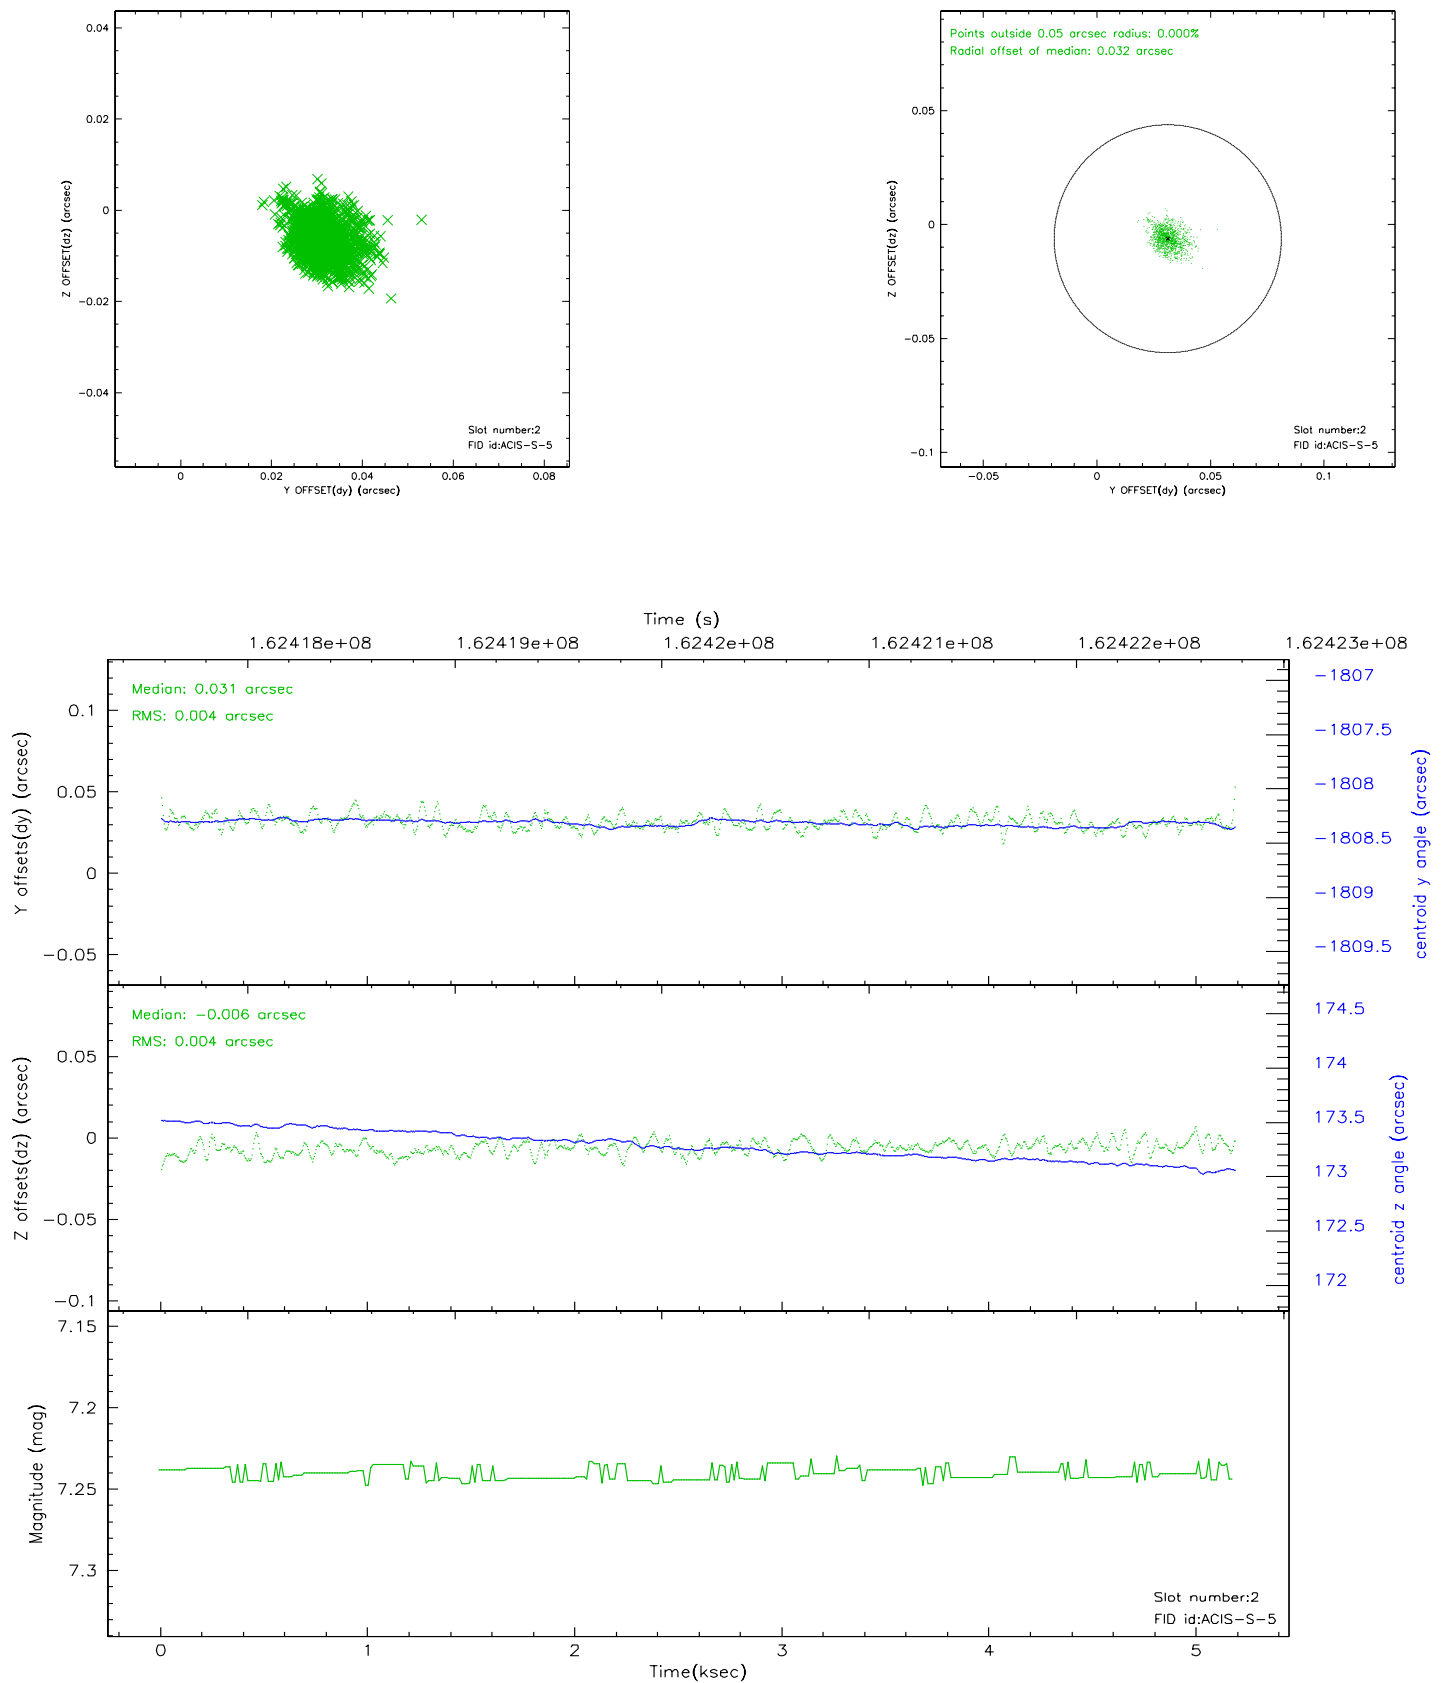 0.04
0.02
0
−0.02
−0.04
Z OFFSET(dz) (arcsec)
Slot number:2
FID id:ACIS−S−5
0
0.02
0.04
0.06
0.08
Y OFFSET(dy) (arcsec)
Points outside 0.05 arcsec radius: 0.000%
Radial offset of median: 0.032 arcsec
0.05
0
−0.05
−0.1
Z OFFSET(dz) (arcsec)
Slot number:2
FID id:ACIS−S−5
−0.05
0
0.05
0.1
Y OFFSET(dy) (arcsec)
Time (s)
1.62418e+08
1.62419e+08
1.6242e+08
1.62421e+08
1.62422e+08
1.62423e+08
Median: 0.031 arcsec
RMS: 0.004 arcsec
0.1
0.05
0
−0.05
Y offsets(dy) (arcsec)
−1807
−1807.5
−1808
−1808.5
−1809
−1809.5
centroid y angle (arcsec)
Median: −0.006 arcsec
RMS: 0.004 arcsec
0.05
0
−0.05
−0.1
Z offsets(dz) (arcsec)
174.5
174
173.5
173
172.5
172
centroid z angle (arcsec)
7.15
7.2
7.25
7.3
Magnitude (mag)
Slot number:2
FID id:ACIS−S−5
0
1
2
3
4
5
Time(ksec)